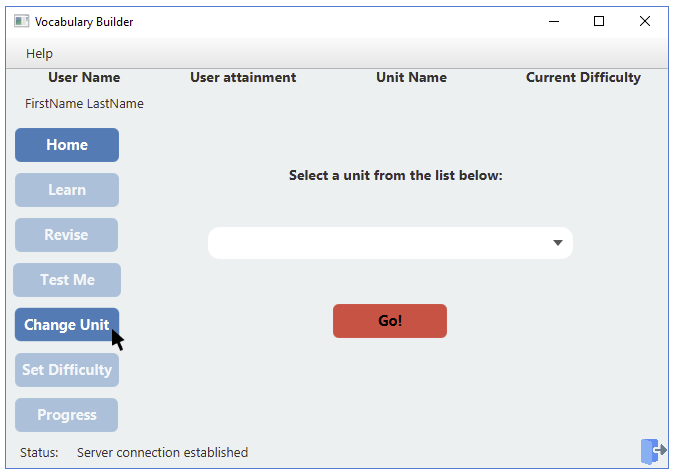 Vocabulary Builder
Help
User Name User attainment Unit Name Current Difficulty
FirstName LastName
Home
Learn
Select a unit from the list below:
Revise
Test Me
Go!
Change Unit
Set Difficulty
Progress
Status: Server connection established